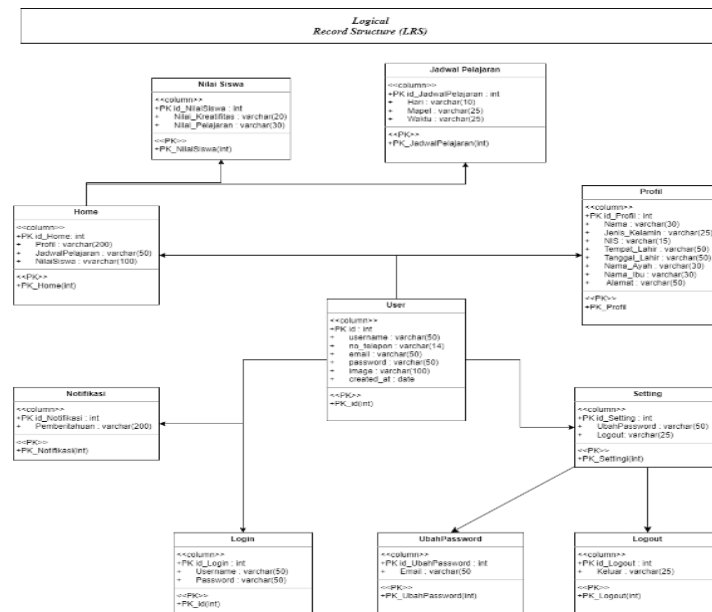 Logical
Record Structure (LRS)
Nilai Siswa
<<column>>
+PK id_NilaiSiswa : int
+ Nilai_Kreatifitas : varchar(20)
+ Nilai_Pelajaran : varchar(30)
<<PK>>
+PK_NilaiSiswa(int)
Jadwal Pelajaran
<<column>>
+PK id_JadwalPelajaran : int
+ Hari : varchar(10)
+ Mapel : varchar(25)
+ Waktu : varchar(25)
<<PK>>
+PK_JadwalPelajaran(int)
Home
<<column>>
+PK id_Home: int
+ Profil : varchar(200)
+ JadwalPelajaran : varchar(50)
+ NilaiSiswa : vvarchar(100)
<<PK>>
+PK_Home(int)
Profil
<<column>>
+PK id_Profil : int
+ Nama : varchar(30)
+ Jenis_Kelamin : varchar(25)
+ NIS : varchar(15)
+ Tempat_Lahir : varchar(50)
+ Tanggal_Lahir : varchar(50)
+ Nama_Ayah : varchar(30)
+ Nama_Ibu : varchar(30)
+ Alamat : varchar(50)
<<PK>>
+PK_Profil
User
<<column>>
+PK id : int
+ username : varchar(50)
+ no_telepon : varchar(14)
+ email : varchar(50)
+ password : varchar(50)
+ image : varchar(100)
+ created_at : date
<<PK>>
+PK_id(int)
Notifikasi
<<column>>
+PK id_Notifikasi : int
+ Pemberitahuan : varchar(200)
<<PK>>
+PK_Notifikasi(int)
Setting
<<column>>
+PK id_Setting : int
+ UbahPassword : varchar(50)
+ Logout: varchar(25)
<<PK>>
+PK_Settingi(int)
Login
<<column>>
+PK id_Login : int
+ Username : varchar(50)
+ Password : varchar(50)
<<PK>>
+PK_id(int)
UbahPassword
<<column>>
+PK id_UbahPassword : int
+ Email : varchar(50
<<PK>>
+PK_UbahPassword(int)
Logout
<<column>>
+PK id_Logout : int
+ Keluar : varchar(25)
<<PK>>
+PK_Logout(int)